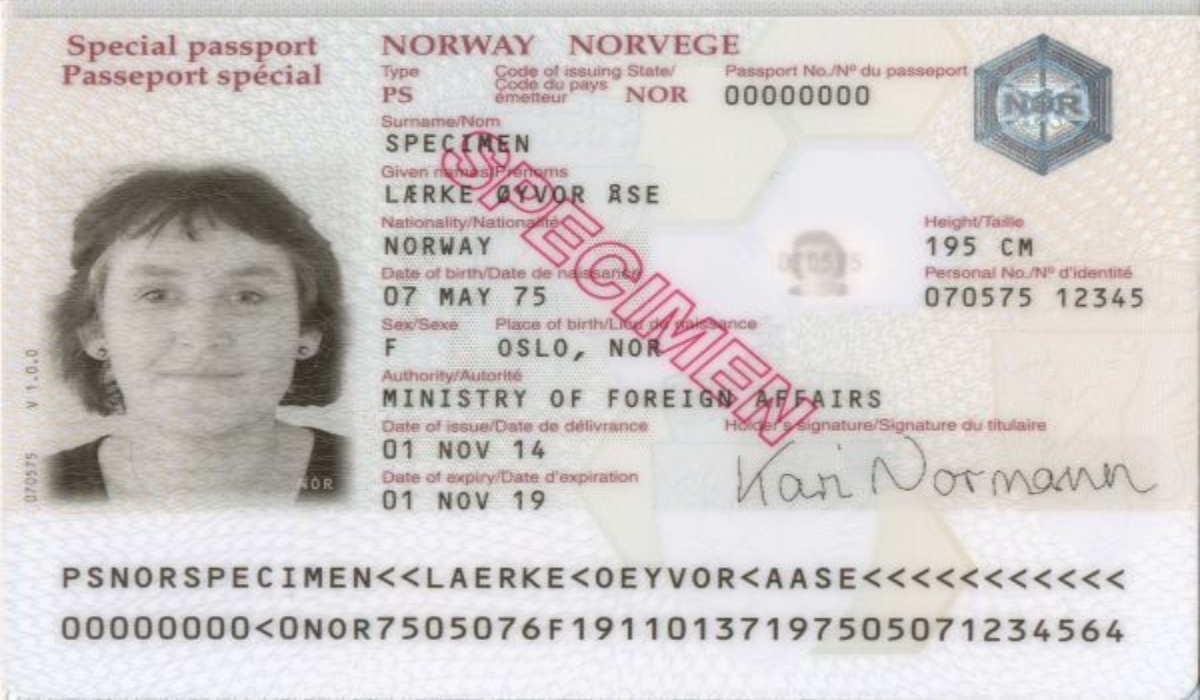 Special passport
Passeport spécial
NORWAY NORVEGE
Type
PS
Code of issuing State/
Code du pays
émetteur
NOR
Passport No./Nº du passeport
00000000
NOR
Surname/Nom
SPECIMEN
Given names/Prénoms
LÆRKE ØYVOR ÅSE
Nationality/Nationalité
NORWAY
Height/Taille
195 CM
Date of birth/Date de naissance
07 MAY 75
Personal No./Nº d'identité
070575 12345
Sex/Sexe
F
Place of birth/Lieu de naissance
OSLO, NOR
Authority/Autorité
MINISTRY OF FOREIGN AFFAIRS
Date of issue/Date de délivrance
01 NOV 14
Holder's signature/Signature du titulaire
Kari Normann
Date of expiry/Date d'expiration
01 NOV 19
SPECIMEN
070575 V 1.0.0
NOR
PSNORSPECIMEN<<LAERKE<OEYVOR<AASE<<<<<<<<<<<
00000000<0NOR7505076F1911013719750507​1234564